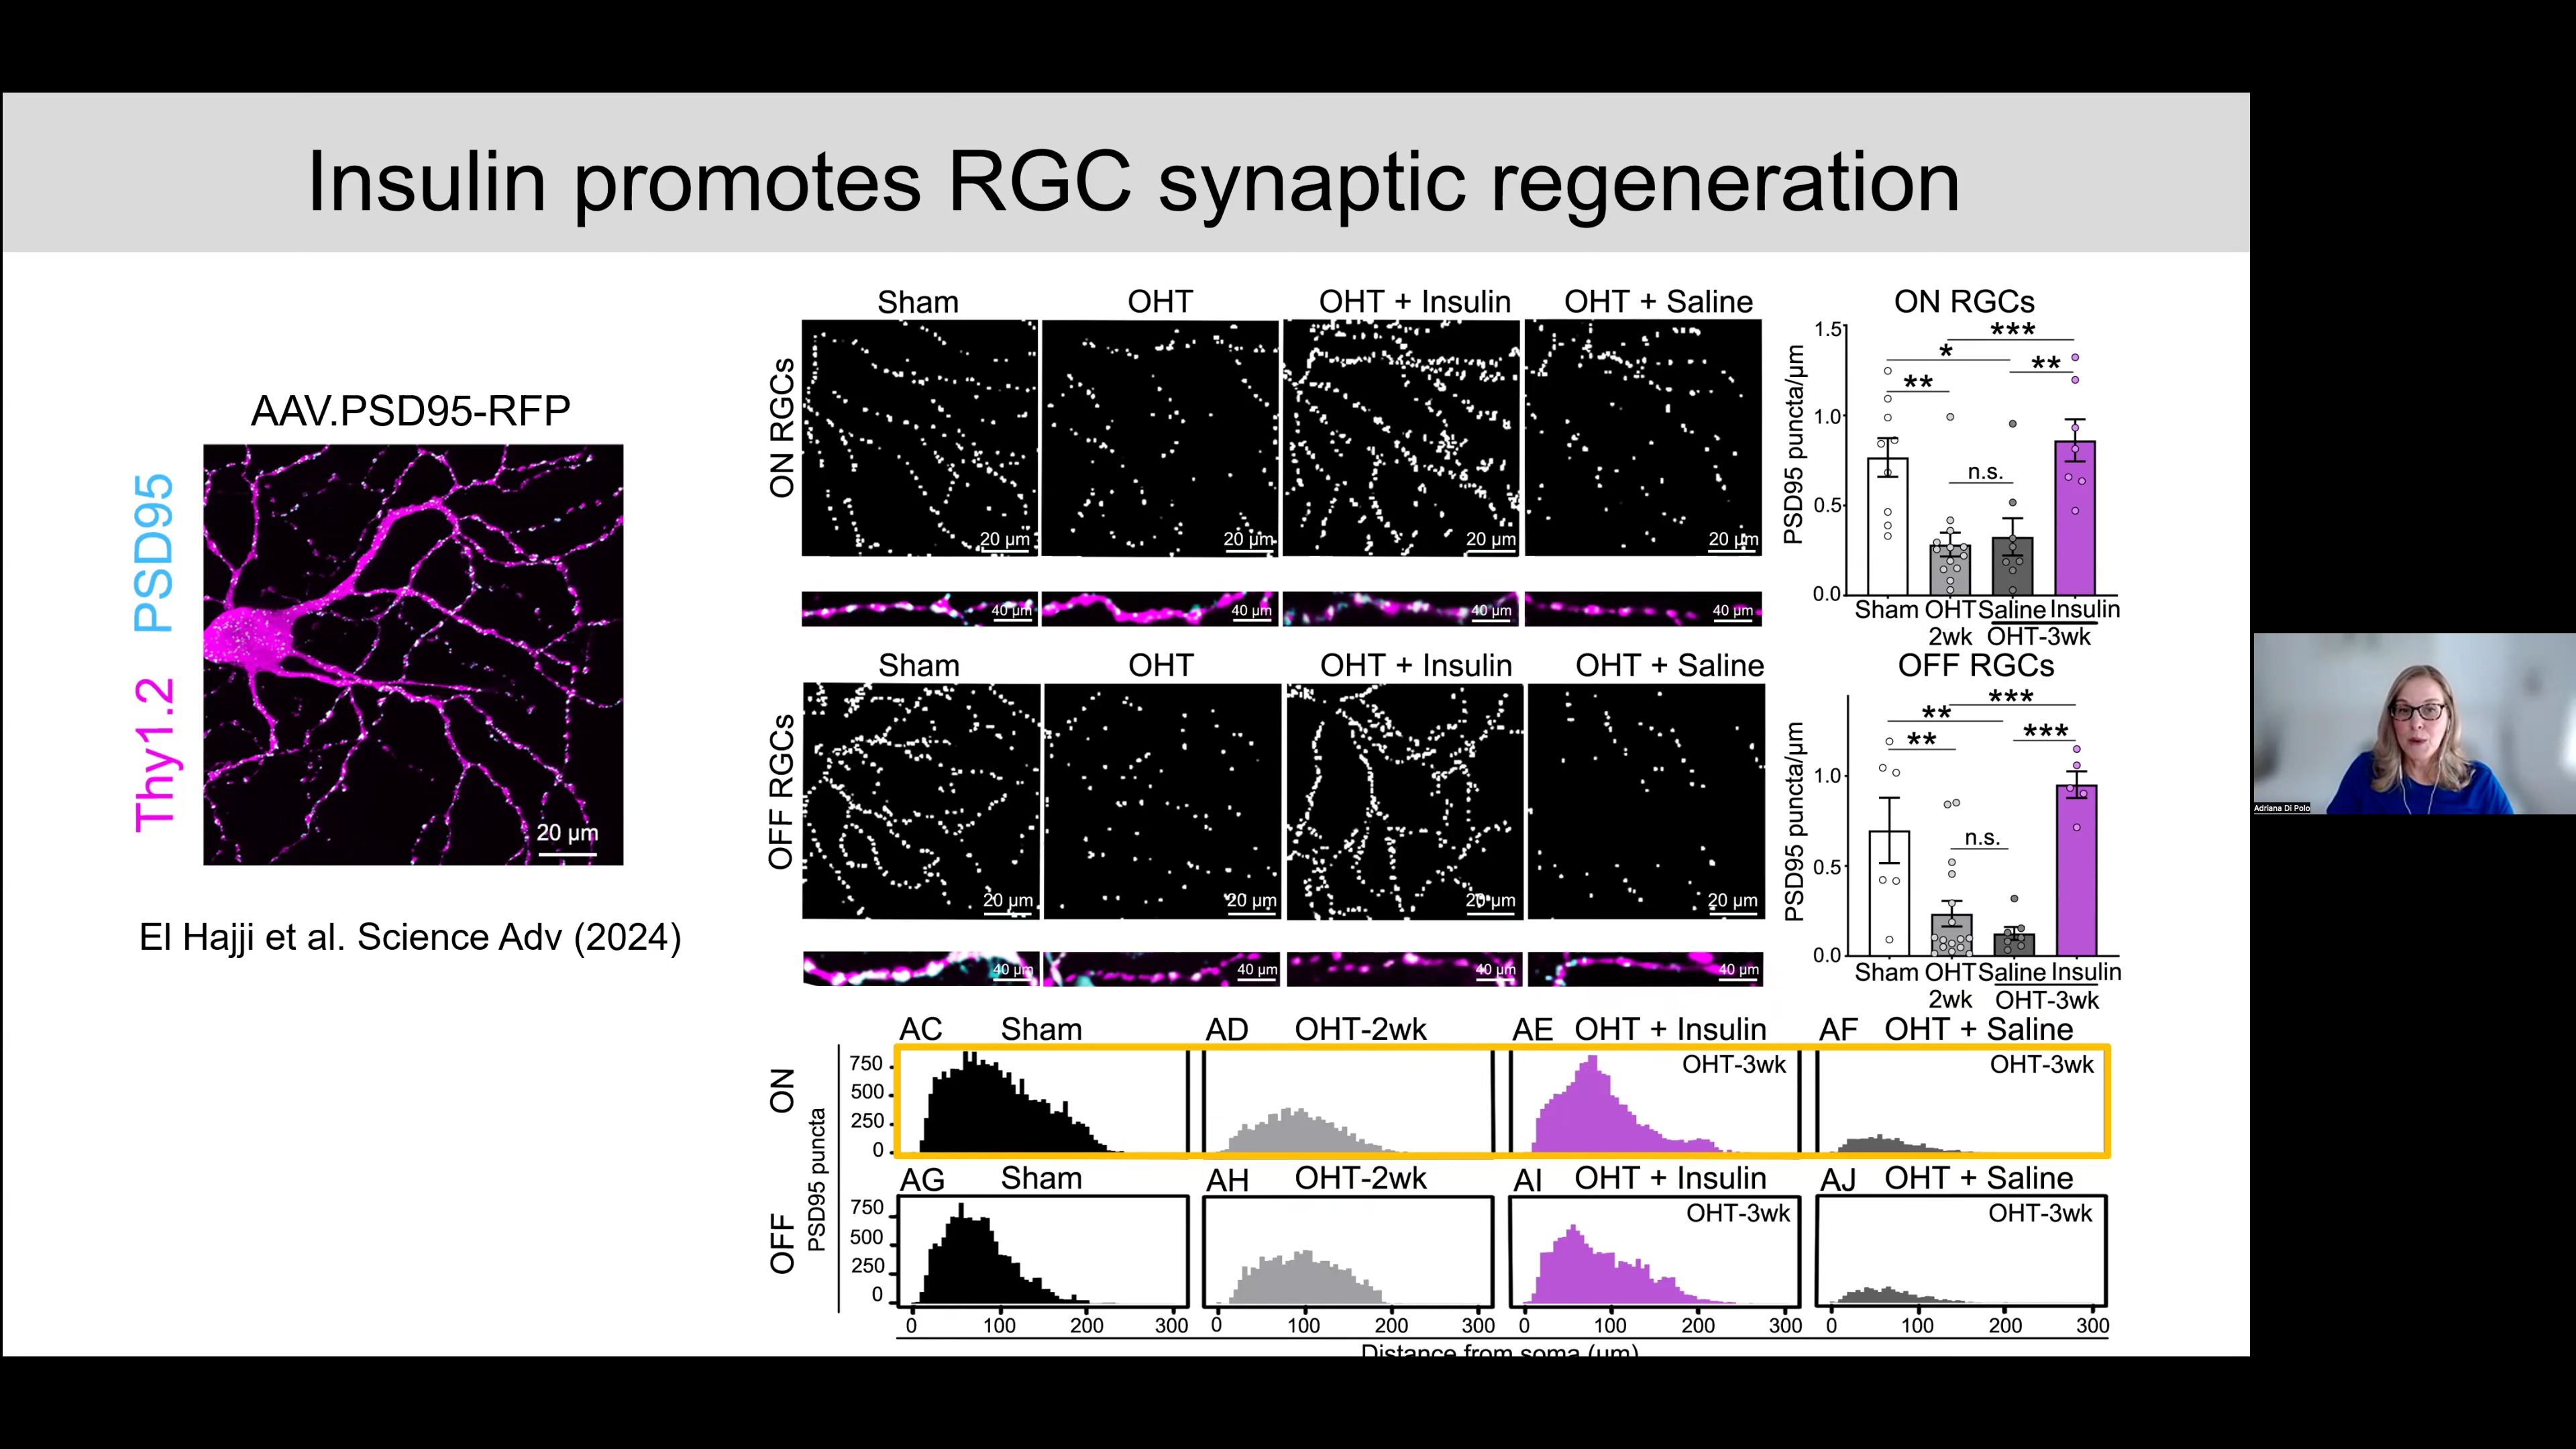 Insulin promotes RGC synaptic regeneration
AAV.PSD95-RFP
Thy1.2 PSD95
20 µm
El Hajji et al. Science Adv (2024)
Sham OHT OHT + Insulin OHT + Saline
ON RGCs
20 µm 20 µm 20 µm 20 µm
40 µm 40 µm 40 µm 40 µm
ON RGCs
PSD95 puncta/µm
1.5
1.0
0.5
0.0
***
*
**
**
n.s.
Sham OHT Saline Insulin
2wk OHT-3wk
Sham OHT OHT + Insulin OHT + Saline
OFF RGCs
20 µm 20 µm 20 µm 20 µm
40 µm 40 µm 40 µm 40 µm
OFF RGCs
PSD95 puncta/µm
1.0
0.5
0.0
***
**
***
**
n.s.
Sham OHT Saline Insulin
2wk OHT-3wk
AC Sham AD OHT-2wk AE OHT + Insulin AF OHT + Saline
ON
PSD95 puncta
750
500
250
0
OHT-3wk OHT-3wk
AG Sham AH OHT-2wk AI OHT + Insulin AJ OHT + Saline
OFF
750
500
250
0
OHT-3wk OHT-3wk
0 100 200 300 0 100 200 300 0 100 200 300 0 100 200 300
Distance from soma (µm)
Adriana Di Polo